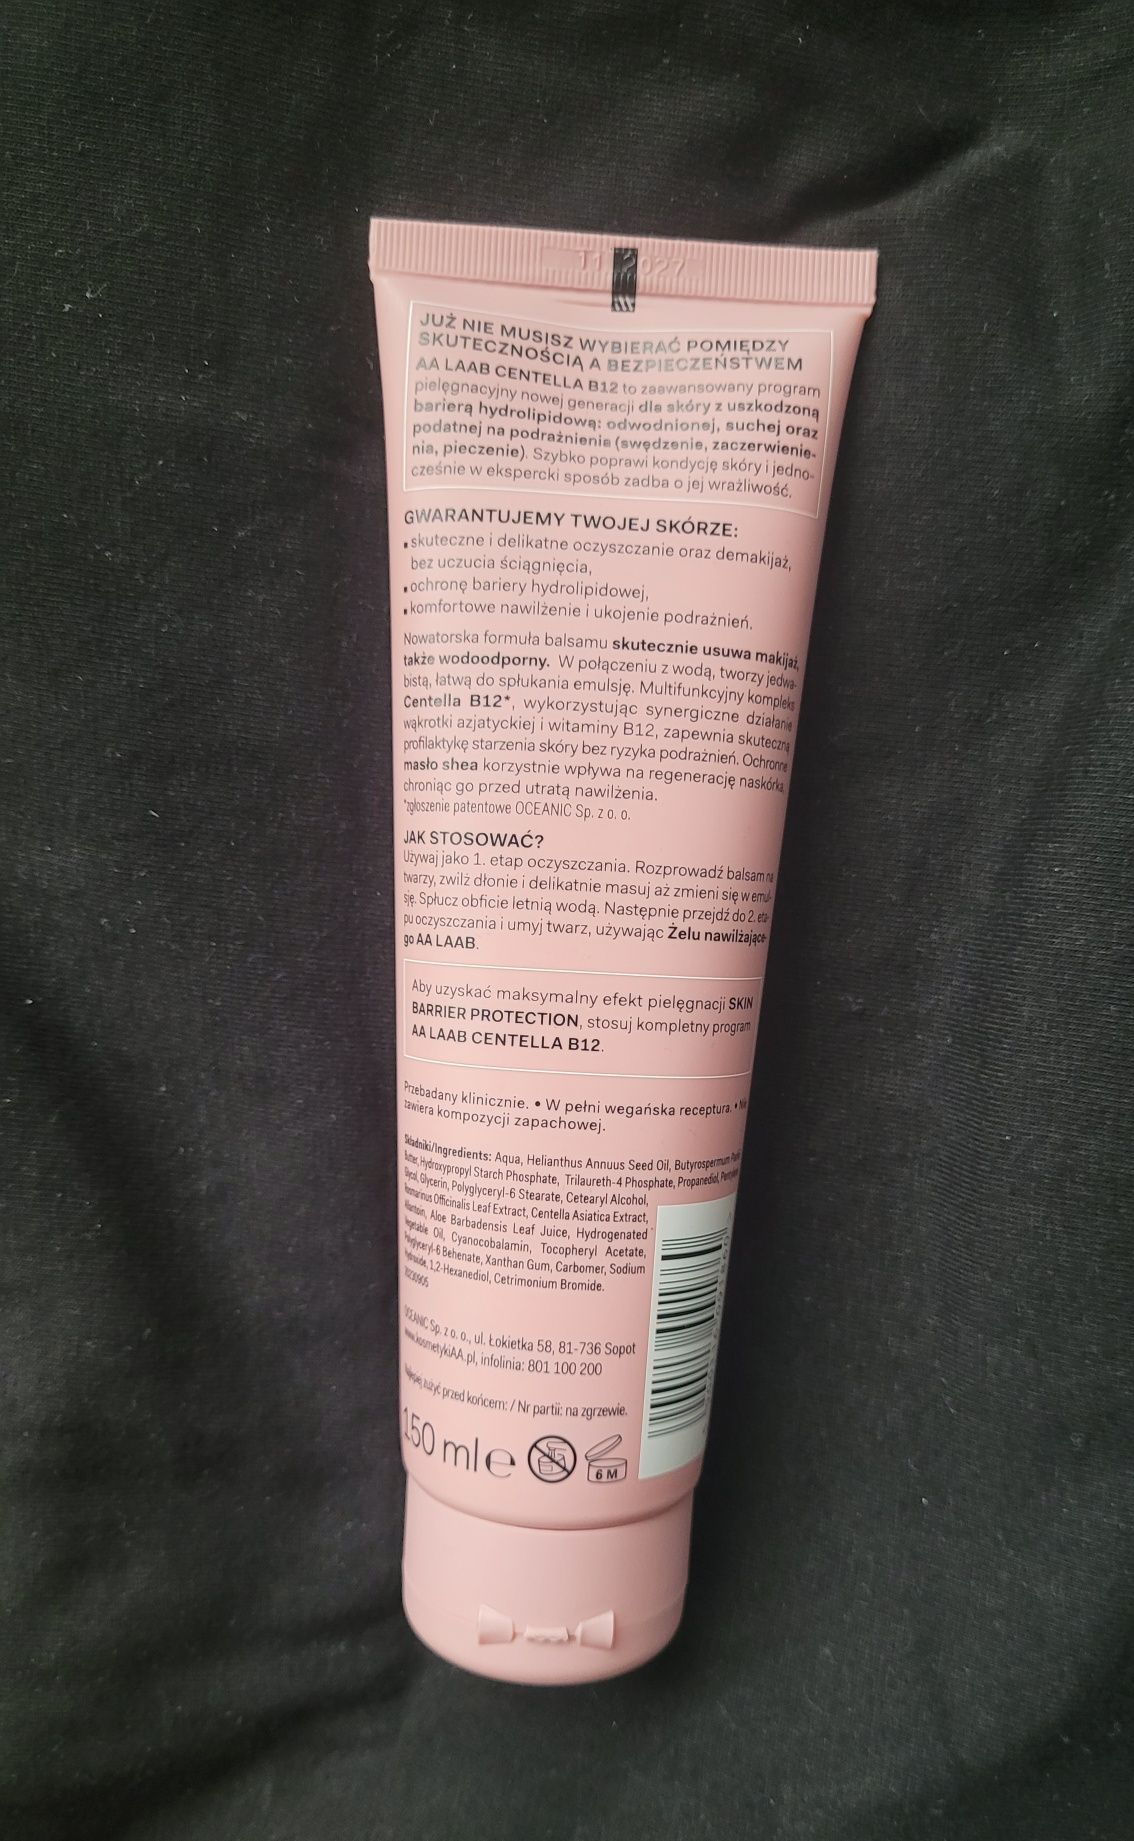 11 2027
JUŻ NIE MUSISZ WYBIERAĆ POMIĘDZY
SKUTECZNOŚCIĄ A BEZPIECZEŃSTWEM
AA LAAB CENTELLA B12 to zaawansowany program
pielęgnacyjny nowej generacji dla skóry z uszkodzoną
barierą hydrolipidową: odwodnionej, suchej oraz
podatnej na podrażnienia (swędzenie, zaczerwienie-
nia, pieczenie). Szybko poprawi kondycję skóry i jedno-
cześnie w ekspercki sposób zadba o jej wrażliwość.
GWARANTUJEMY TWOJEJ SKÓRZE:
▪ skuteczne i delikatne oczyszczanie oraz demakijaż,
bez uczucia ściągnięcia,
▪ ochronę bariery hydrolipidowej,
▪ komfortowe nawilżenie i ukojenie podrażnień.
Nowatorska formuła balsamu skutecznie usuwa makijaż,
także wodoodporny. W połączeniu z wodą, tworzy jedwa-
bistą, łatwą do spłukania emulsję. Multifunkcyjny kompleks
Centella B12*, wykorzystując synergiczne działanie
wąkrotki azjatyckiej i witaminy B12, zapewnia skuteczną
profilaktykę starzenia skóry bez ryzyka podrażnień. Ochronne
masło shea korzystnie wpływa na regenerację naskórka,
chroniąc go przed utratą nawilżenia.
*zgłoszenie patentowe OCEANIC Sp. z o. o.
JAK STOSOWAĆ?
Używaj jako 1. etap oczyszczania. Rozprowadź balsam na
twarzy, zwilż dłonie i delikatnie masuj aż zmieni się w emul-
sję. Spłucz obficie letnią wodą. Następnie przejdź do 2. eta-
pu oczyszczania i umyj twarz, używając Żelu nawilżające-
go AA LAAB.
Aby uzyskać maksymalny efekt pielęgnacji SKIN
BARRIER PROTECTION, stosuj kompletny program
AA LAAB CENTELLA B12.
Przebadany klinicznie. • W pełni wegańska receptura. • Nie
zawiera kompozycji zapachowej.
Składniki/Ingredients: Aqua, Helianthus Annuus Seed Oil, Butyrospermum Parkii
Butter, Hydroxypropyl Starch Phosphate, Trilaureth-4 Phosphate, Propanediol, Pentylene
Glycol, Glycerin, Polyglyceryl-6 Stearate, Cetearyl Alcohol,
Rosmarinus Officinalis Leaf Extract, Centella Asiatica Extract,
Allantoin, Aloe Barbadensis Leaf Juice, Hydrogenated
Vegetable Oil, Cyanocobalamin, Tocopheryl Acetate,
Polyglyceryl-6 Behenate, Xanthan Gum, Carbomer, Sodium
Hydroxide, 1,2-Hexanediol, Cetrimonium Bromide.
20230905
OCEANIC Sp. z o. o., ul. Łokietka 58, 81-736 Sopot
www.kosmetykiAA.pl, infolinia: 801 100 200
Najlepiej zużyć przed końcem: / Nr partii: na zgrzewie.
150 ml e
6 M